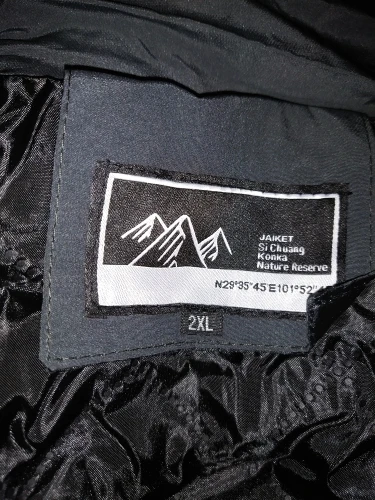 JAIKET
Si Chuang
Konka
Nature Reserve
N29°35'45"E101°52'
2XL